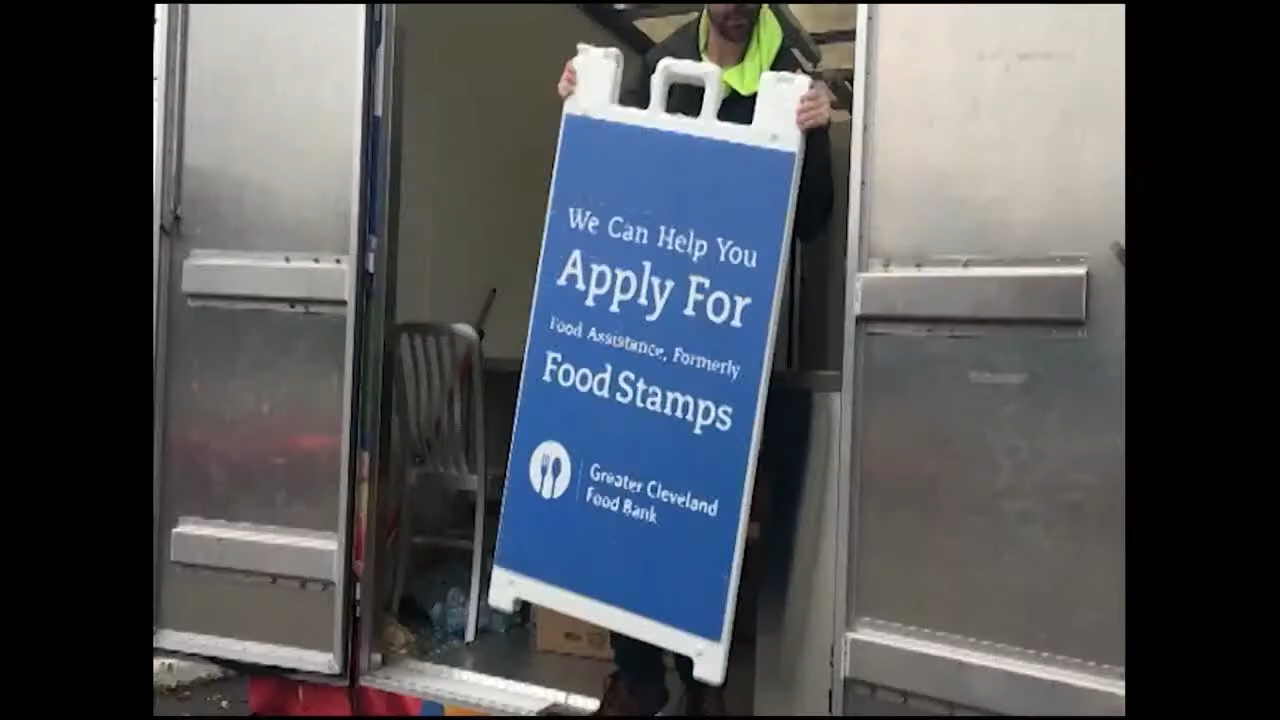 We Can Help You
Apply For
Food Assistance, Formerly
Food Stamps
Greater Cleveland
Food Bank